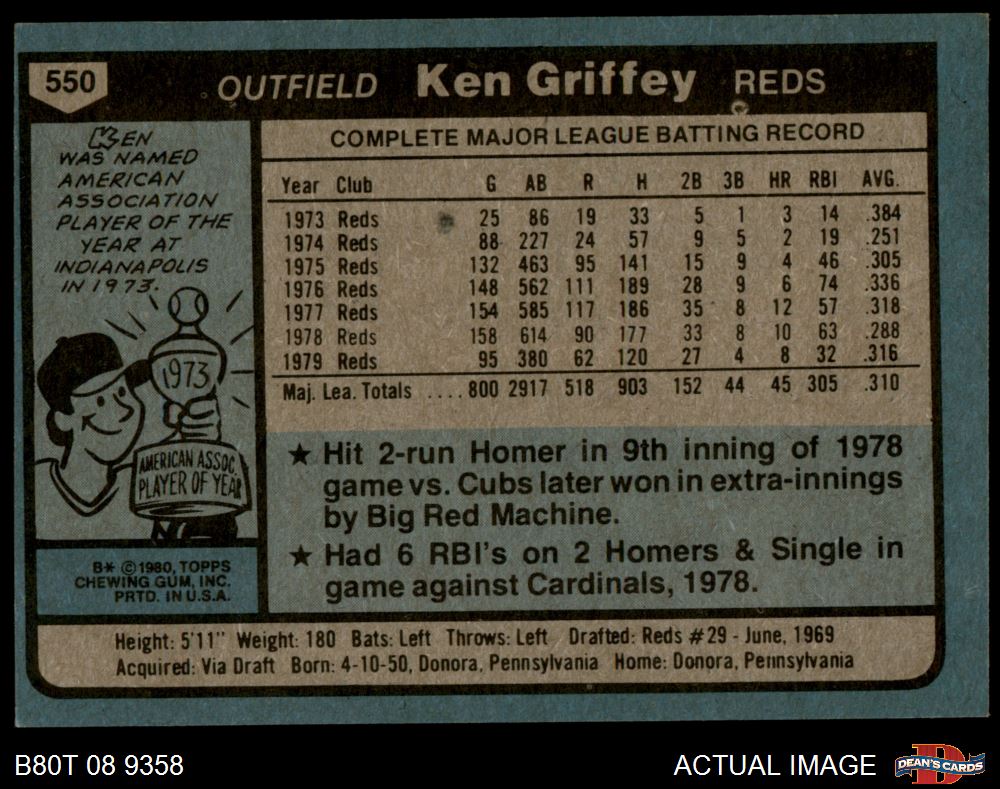 550
OUTFIELD Ken Griffey REDS
KEN
WAS NAMED
AMERICAN
ASSOCIATION
PLAYER OF THE
YEAR AT
INDIANAPOLIS
IN 1973.
1973
AMERICAN ASSOC.
PLAYER OF YEAR
B* ©1980, TOPPS
CHEWING GUM, INC.
PRTD. IN U.S.A.
COMPLETE MAJOR LEAGUE BATTING RECORD
Year Club G AB R H 2B 3B HR RBI AVG.
1973 Reds 25 86 19 33 5 1 3 14 .384
1974 Reds 88 227 24 57 9 5 2 19 .251
1975 Reds 132 463 95 141 15 9 4 46 .305
1976 Reds 148 562 111 189 28 9 6 74 .336
1977 Reds 154 585 117 186 35 8 12 57 .318
1978 Reds 158 614 90 177 33 8 10 63 .288
1979 Reds 95 380 62 120 27 4 8 32 .316
Maj. Lea. Totals .... 800 2917 518 903 152 44 45 305 .310
★ Hit 2-run Homer in 9th inning of 1978
game vs. Cubs later won in extra-innings
by Big Red Machine.
★ Had 6 RBI's on 2 Homers & Single in
game against Cardinals, 1978.
Height: 5'11" Weight: 180 Bats: Left Throws: Left Drafted: Reds #29 - June, 1969
Acquired: Via Draft Born: 4-10-50, Donora, Pennsylvania Home: Donora, Pennsylvania
B80T 08 9358
ACTUAL IMAGE
D
DEAN'S CARDS